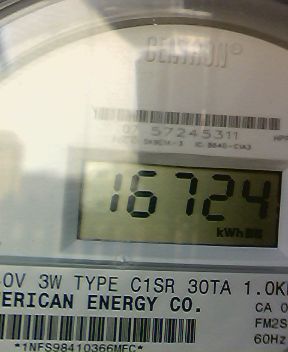 CENTRON®
07 57245311
16724
kWh
0V 3W TYPE C1SR 30TA 1.0K
ERICAN ENERGY CO.
CA 0
FM2S
60Hz
*1NFS98410366MFC*